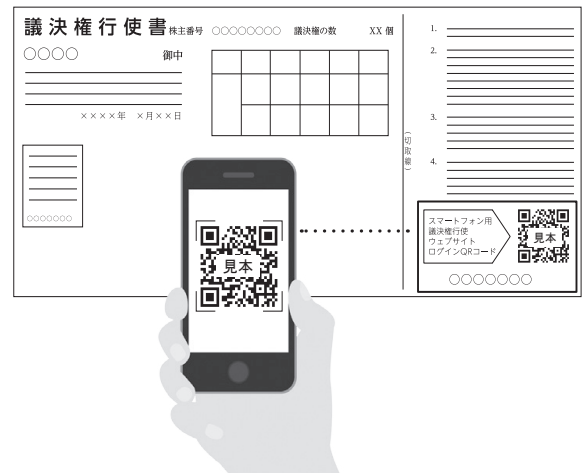 議決権行使書 株主番号 ○○○○○○○○ 議決権の数 XX 個
○○○○ 御中
××××年 ×月××日
○○○○○○○
(切取線)
1.
2.
3.
4.
スマートフォン用
議決権行使
ウェブサイト
ログインQRコード
見本
○○○○○○○
見本